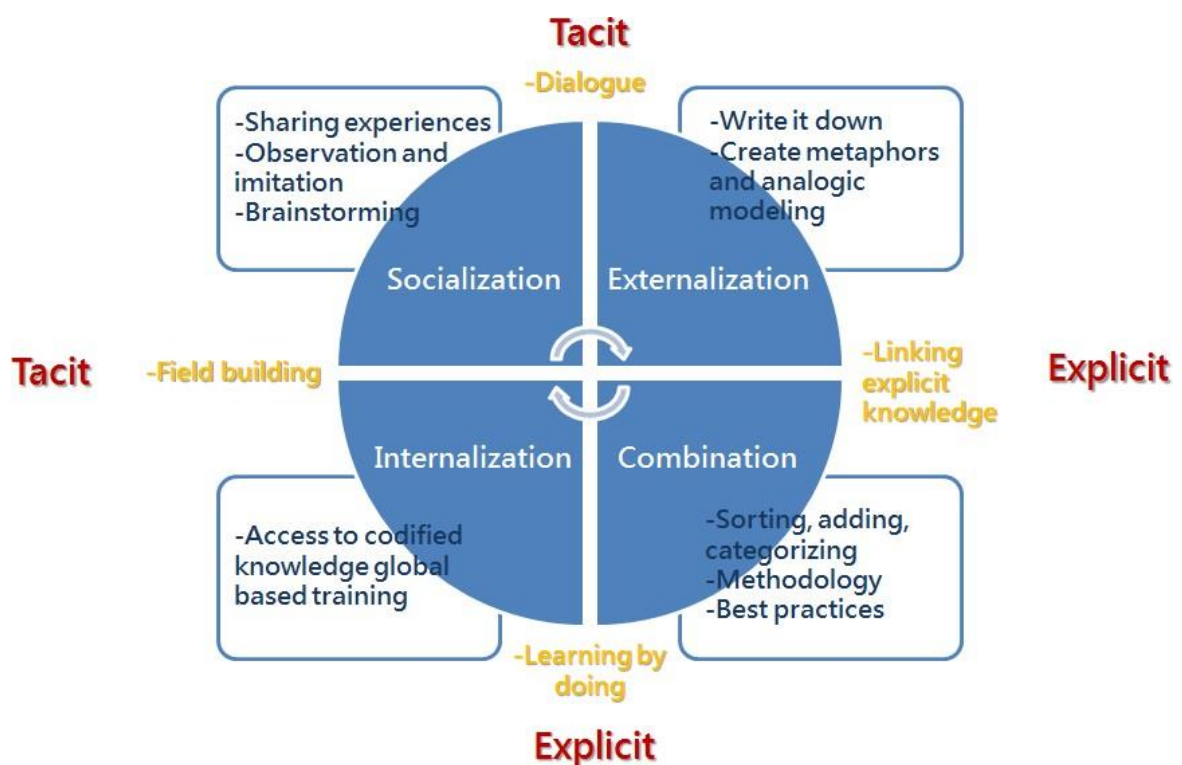 Tacit
-Dialogue
-Sharing experiences
-Observation and
imitation
-Brainstorming
-Write it down
-Create metaphors
and analogic
modeling
Socialization
Externalization
Tacit
-Field building
-Linking
explicit
knowledge
Explicit
Internalization
Combination
-Access to codified
knowledge global
based training
-Sorting, adding,
categorizing
-Methodology
-Best practices
-Learning by
doing
Explicit